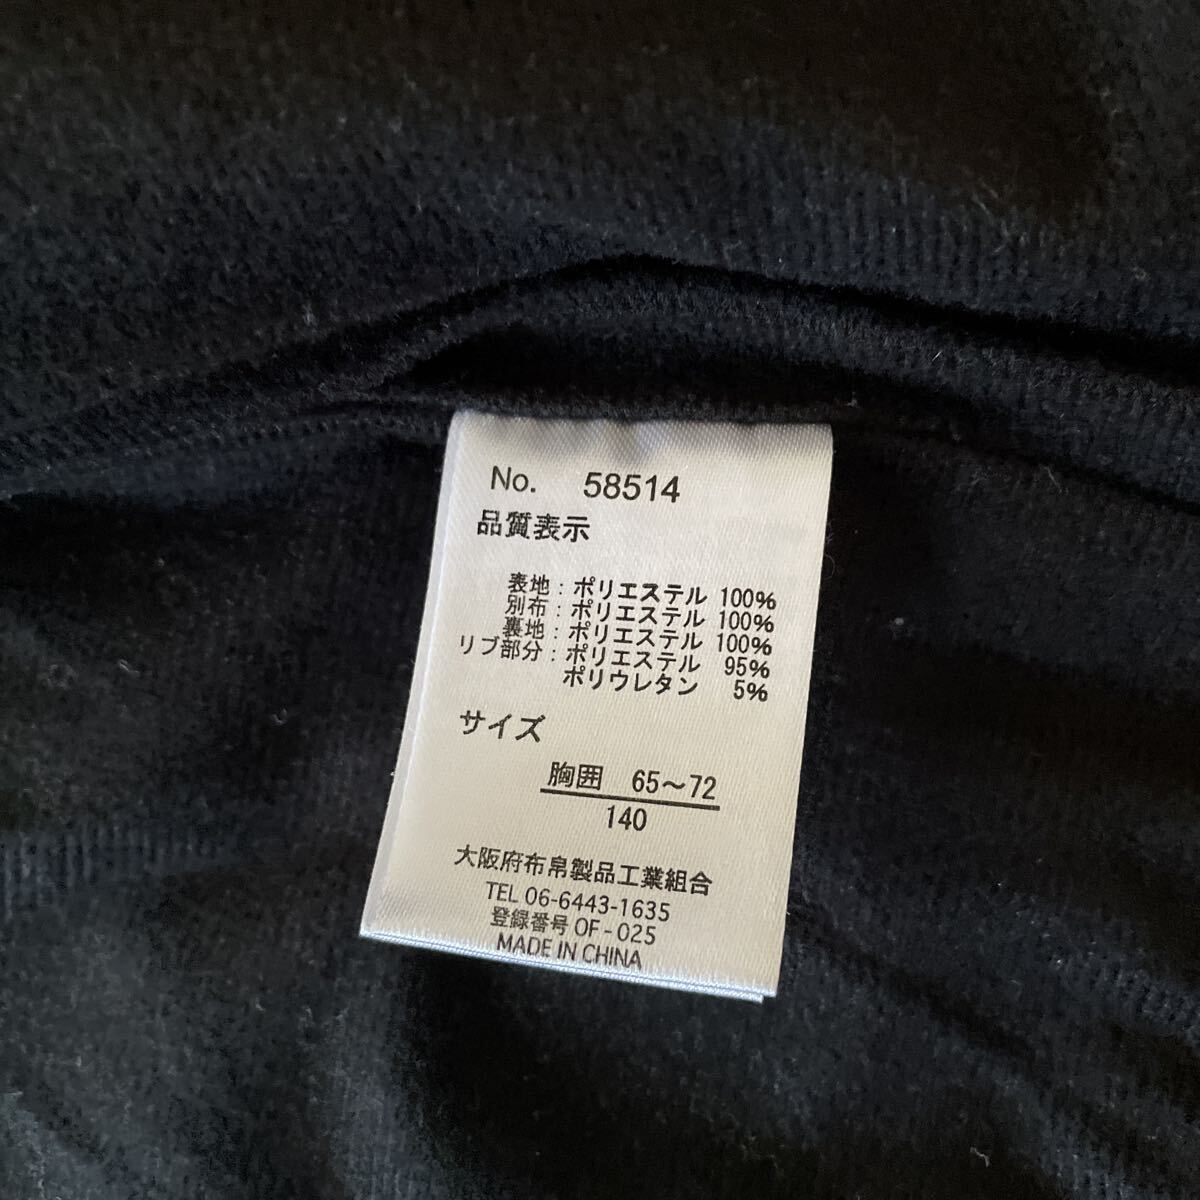 No. 58514
品質表示
表地：ポリエステル 100%
別布：ポリエステル 100%
裏地：ポリエステル 100%
リブ部分：ポリエステル 95%
ポリウレタン 5%
サイズ
胸囲 65～72
140
大阪府布帛製品工業組合
TEL 06-6443-1635
登録番号 OF-025
MADE IN CHINA